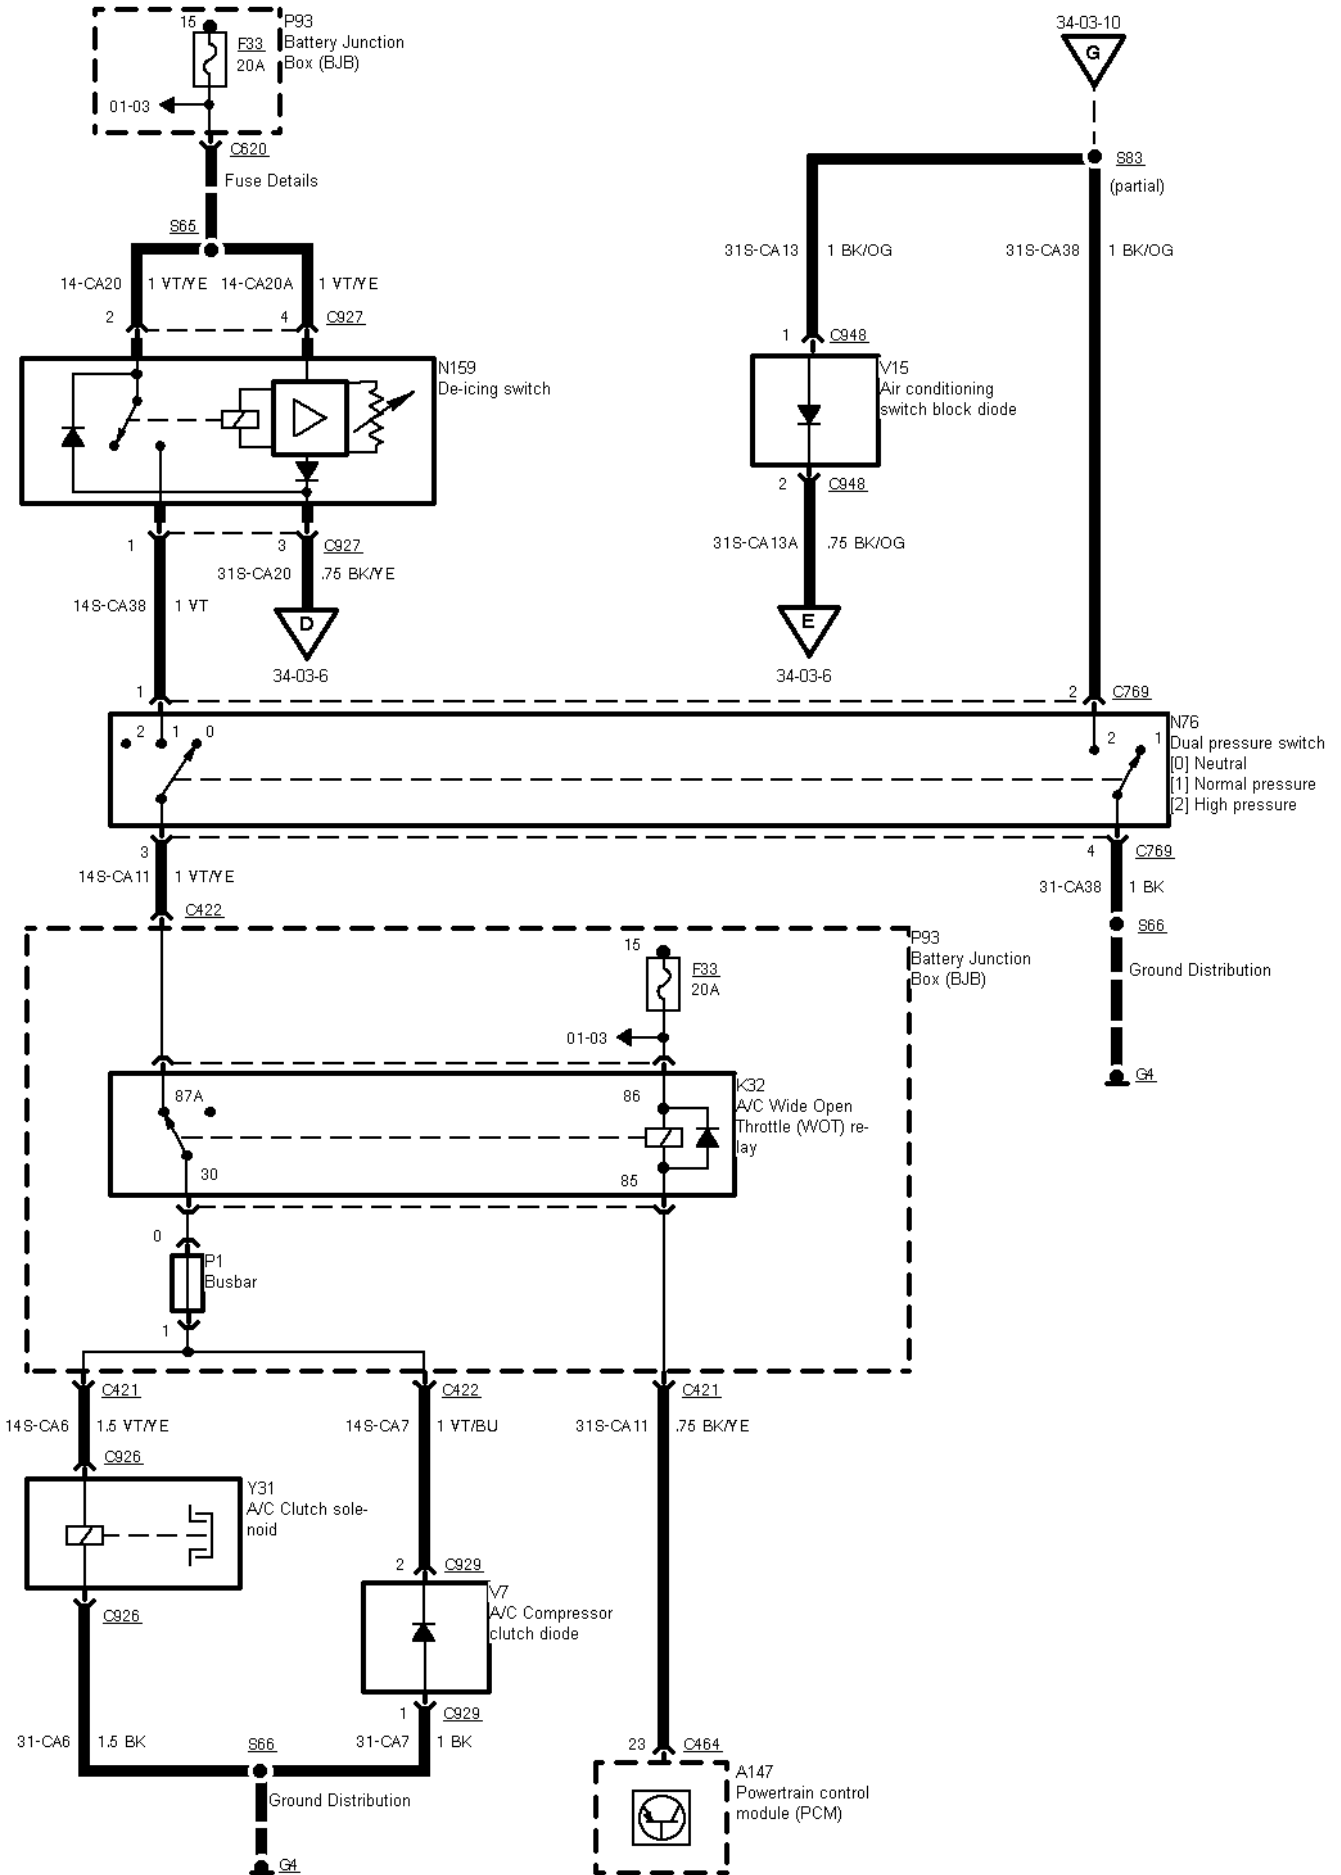 15
P93
F33
Battery Junction
20A
Box (BJB)
01-03
C620
Fuse Details
S65
14-CA20
1 VT/YE
14-CA20A
1 VT/YE
2
4
C927
N159
De-icing switch
1
3
C927
31S-CA20
.75 BK/YE
14S-CA38
1 VT
D
34-03-6
34-03-10
G
S83
(partial)
31S-CA13
1 BK/OG
31S-CA38
1 BK/OG
1
C948
V15
Air conditioning
switch block diode
2
C948
31S-CA13A
.75 BK/OG
E
34-03-6
1
2
C769
2
1
0
2
1
N76
Dual pressure switch
[0] Neutral
[1] Normal pressure
[2] High pressure
3
4
C769
14S-CA11
1 VT/YE
31-CA38
1 BK
C422
S66
Ground Distribution
G4
P93
Battery Junction
Box (BJB)
15
F33
20A
01-03
87A
86
K32
A/C Wide Open
Throttle (WOT) re-
lay
30
85
0
P1
Busbar
1
C421
C422
C421
14S-CA6
1.5 VT/YE
14S-CA7
1 VT/BU
31S-CA11
.75 BK/YE
C926
Y31
A/C Clutch sole-
noid
2
C929
V7
A/C Compressor
clutch diode
C926
1
C929
31-CA6
1.5 BK
S66
31-CA7
1 BK
23
C464
A147
Powertrain control
module (PCM)
Ground Distribution
G4